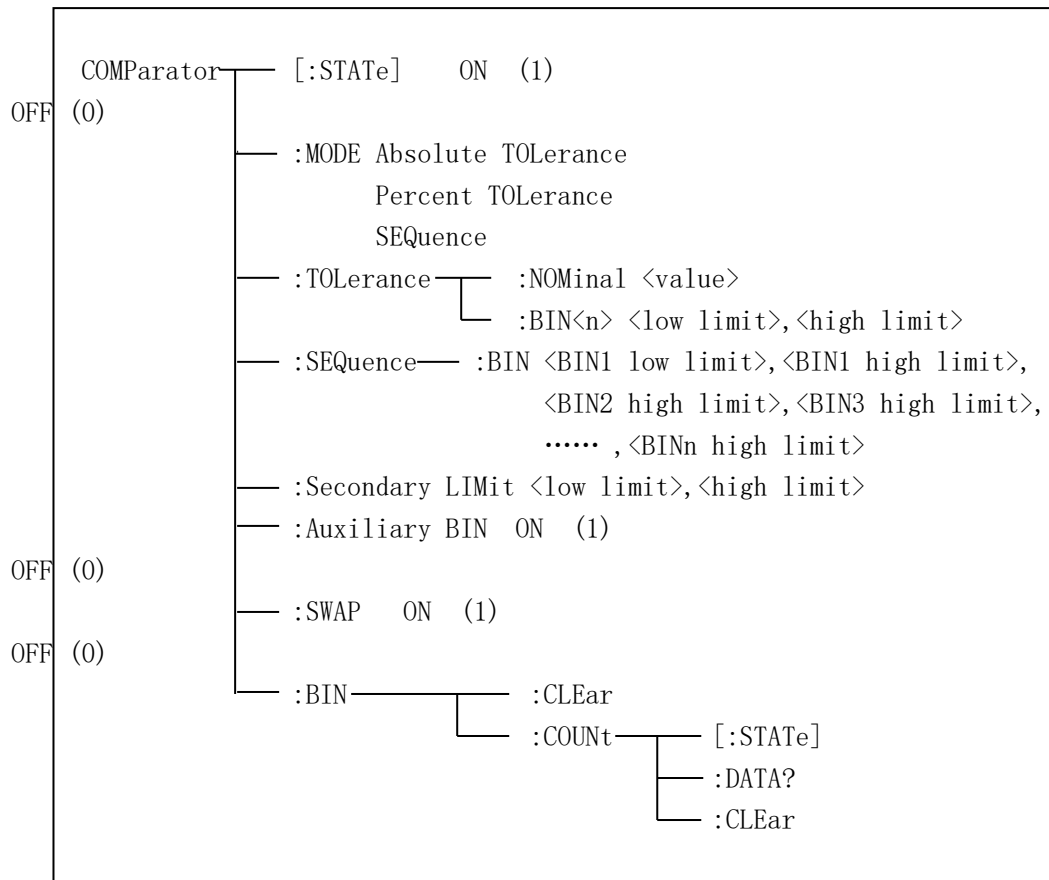 COMParator [:STATe] ON (1)
OFF (0)
:MODE Absolute TOLerance
Percent TOLerance
SEQuence
:TOLerance :NOMinal <value>
:BIN<n> <low limit>,<high limit>
:SEQuence :BIN <BIN1 low limit>,<BIN1 high limit>,
<BIN2 high limit>,<BIN3 high limit>,
…… ,<BINn high limit>
:Secondary LIMit <low limit>,<high limit>
:Auxiliary BIN ON (1)
OFF (0)
:SWAP ON (1)
OFF (0)
:BIN :CLEar
:COUNt [:STATe]
:DATA?
:CLEar